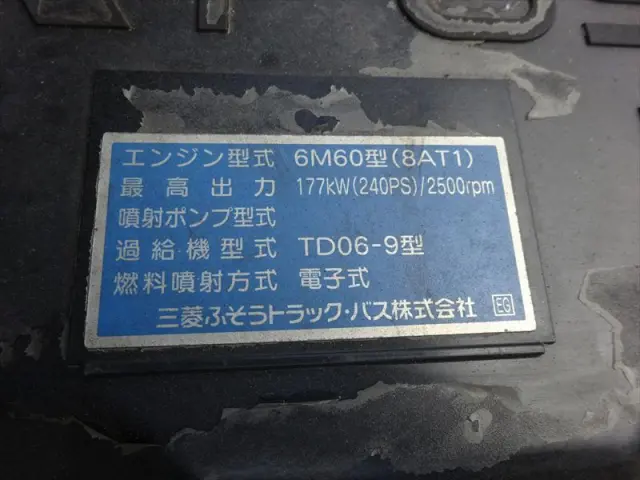 エンジン型式 6M60型(8AT1)
最高出力 177kW(240PS)/2500rpm
噴射ポンプ型式
過給機型式 TD06-9型
燃料噴射方式 電子式
三菱ふそうトラック・バス株式会社 EG